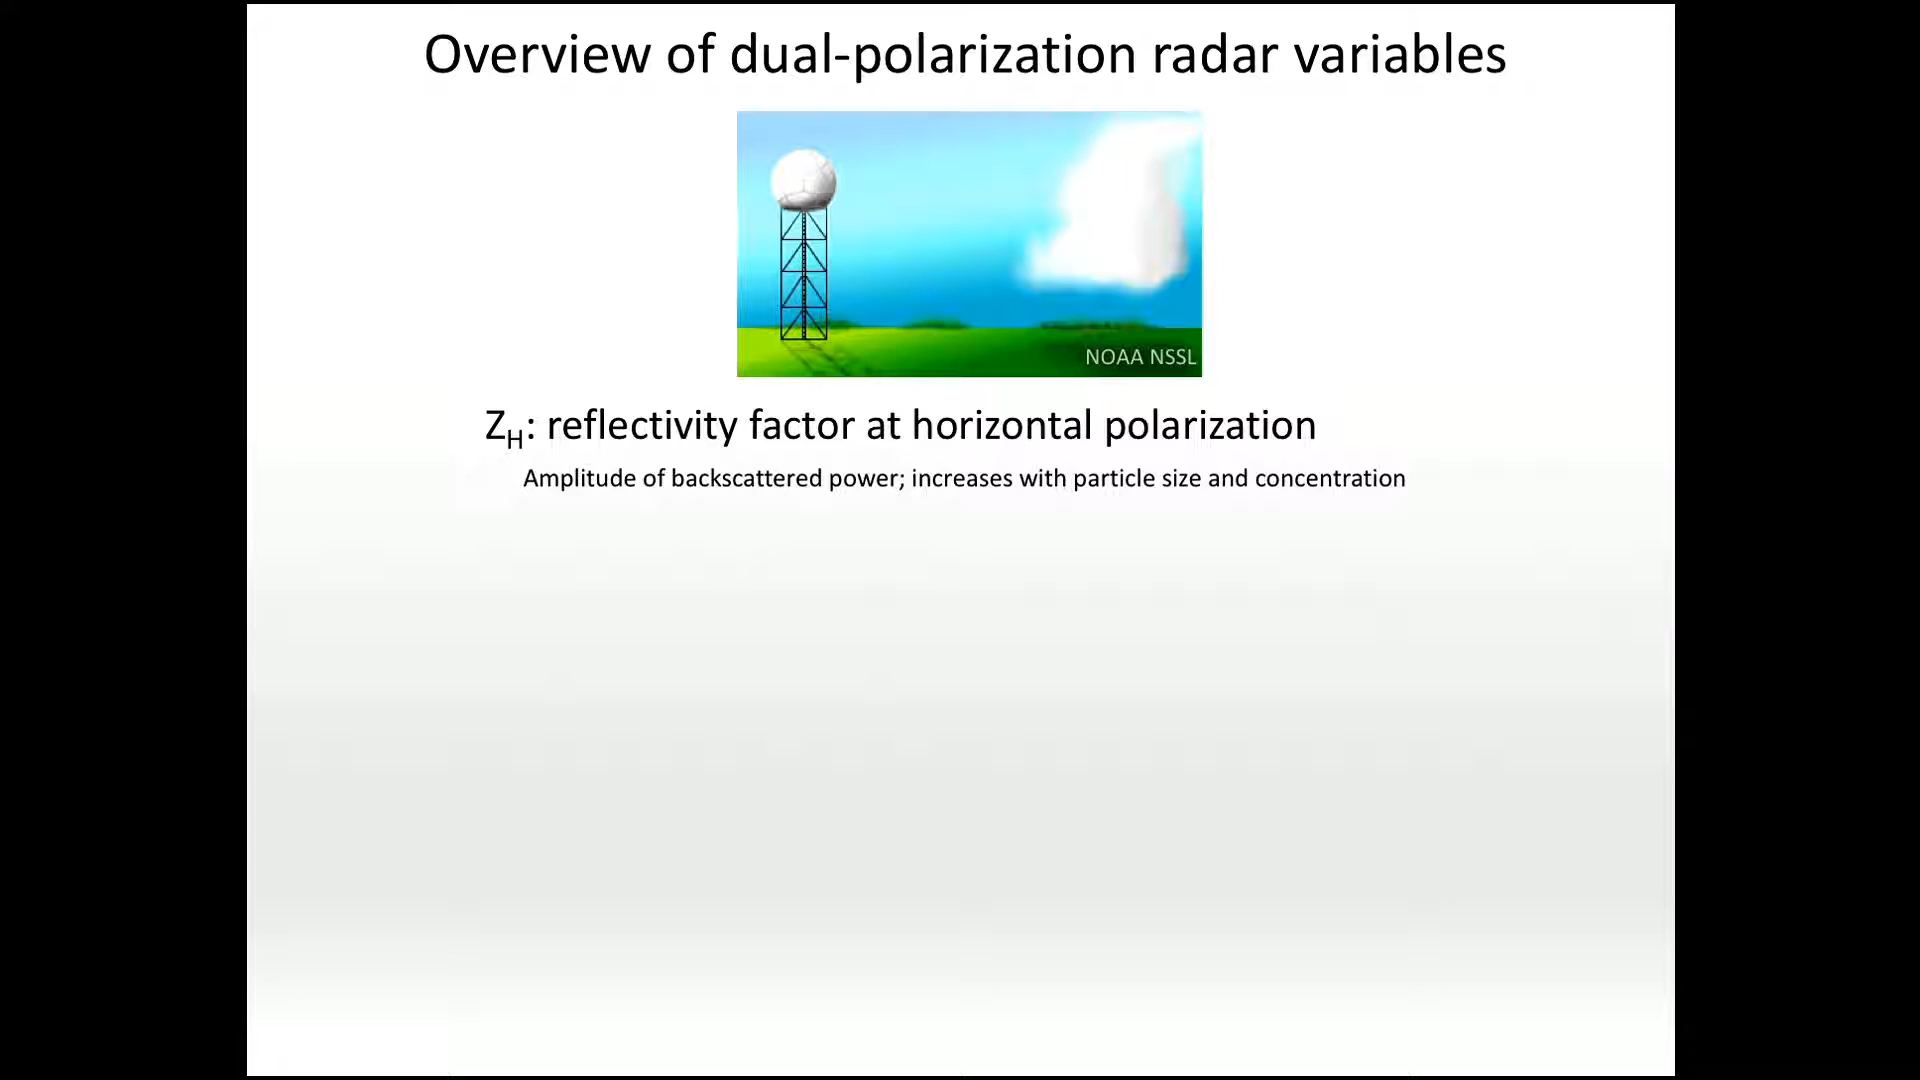 Overview of dual-polarization radar variables
NOAA NSSL
Z_H: reflectivity factor at horizontal polarization
Amplitude of backscattered power; increases with particle size and concentration